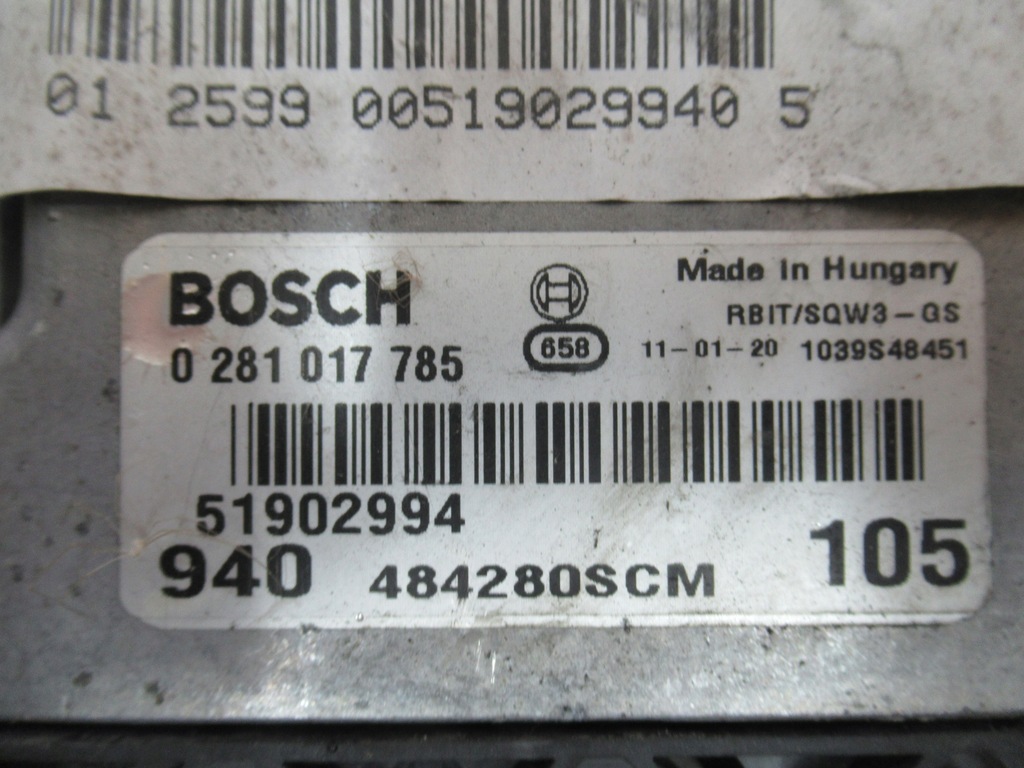 01 2599 00519029940 5
BOSCH
Made in Hungary
RBIT/SQW3-GS
0 281 017 785
658
11-01-20 1039S48451
51902994
940 484280SCM 105